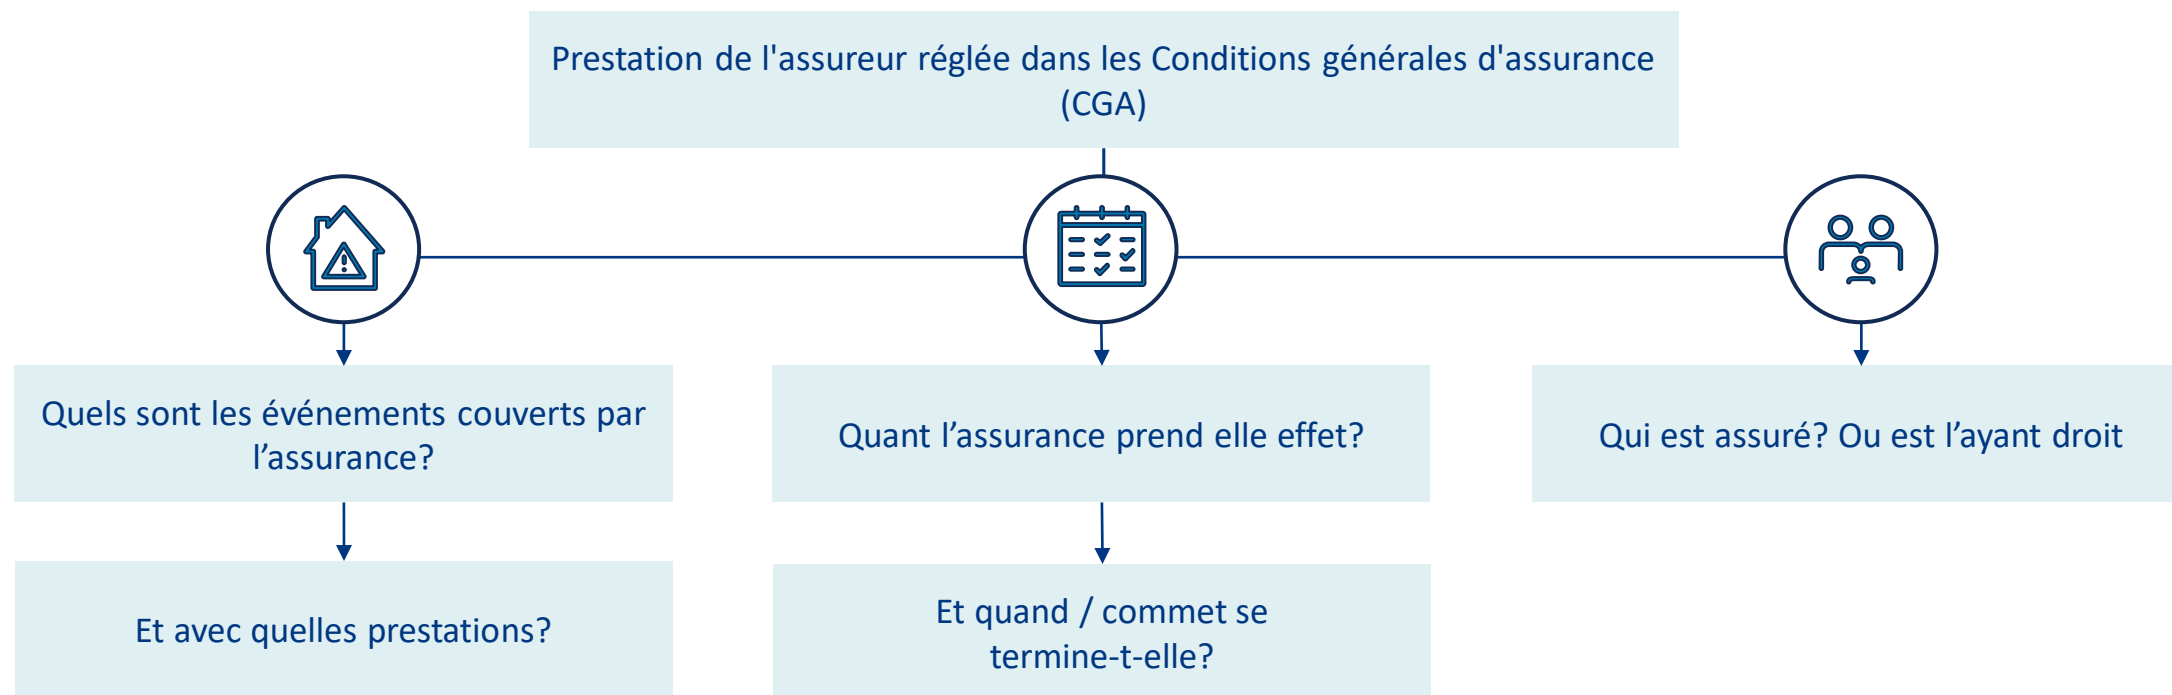 Prestation de l'assureur réglée dans les Conditions générales d'assurance
(CGA)
Quels sont les événements couverts par
l’assurance?
Quant l’assurance prend elle effet?
Qui est assuré? Ou est l’ayant droit
Et avec quelles prestations?
Et quand / commet se
termine-t-elle?